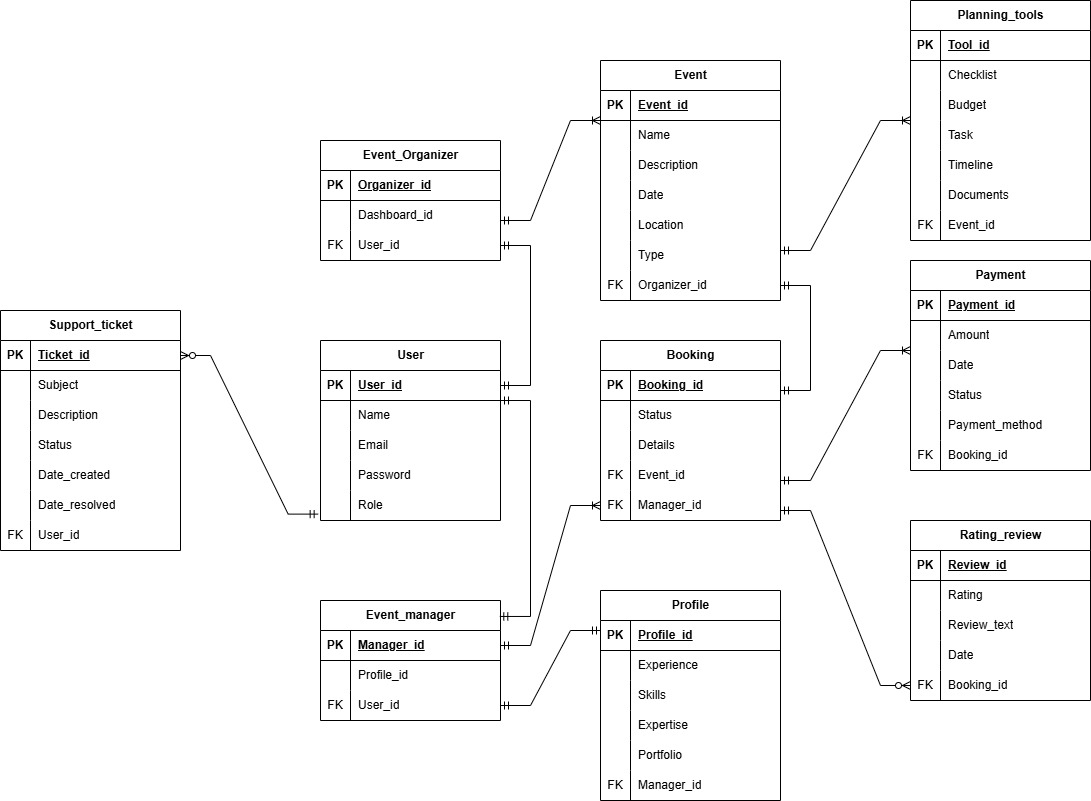 Planning_tools
PK Tool_id
Checklist
Budget
Task
Timeline
Documents
FK Event_id
Event
PK Event_id
Name
Description
Date
Location
Type
FK Organizer_id
Event_Organizer
PK Organizer_id
Dashboard_id
FK User_id
Payment
PK Payment_id
Amount
Date
Status
Payment_method
FK Booking_id
Support_ticket
PK Ticket_id
Subject
Description
Status
Date_created
Date_resolved
FK User_id
User
PK User_id
Name
Email
Password
Role
Booking
PK Booking_id
Status
Details
FK Event_id
FK Manager_id
Rating_review
PK Review_id
Rating
Review_text
Date
FK Booking_id
Event_manager
PK Manager_id
Profile_id
FK User_id
Profile
PK Profile_id
Experience
Skills
Expertise
Portfolio
FK Manager_id